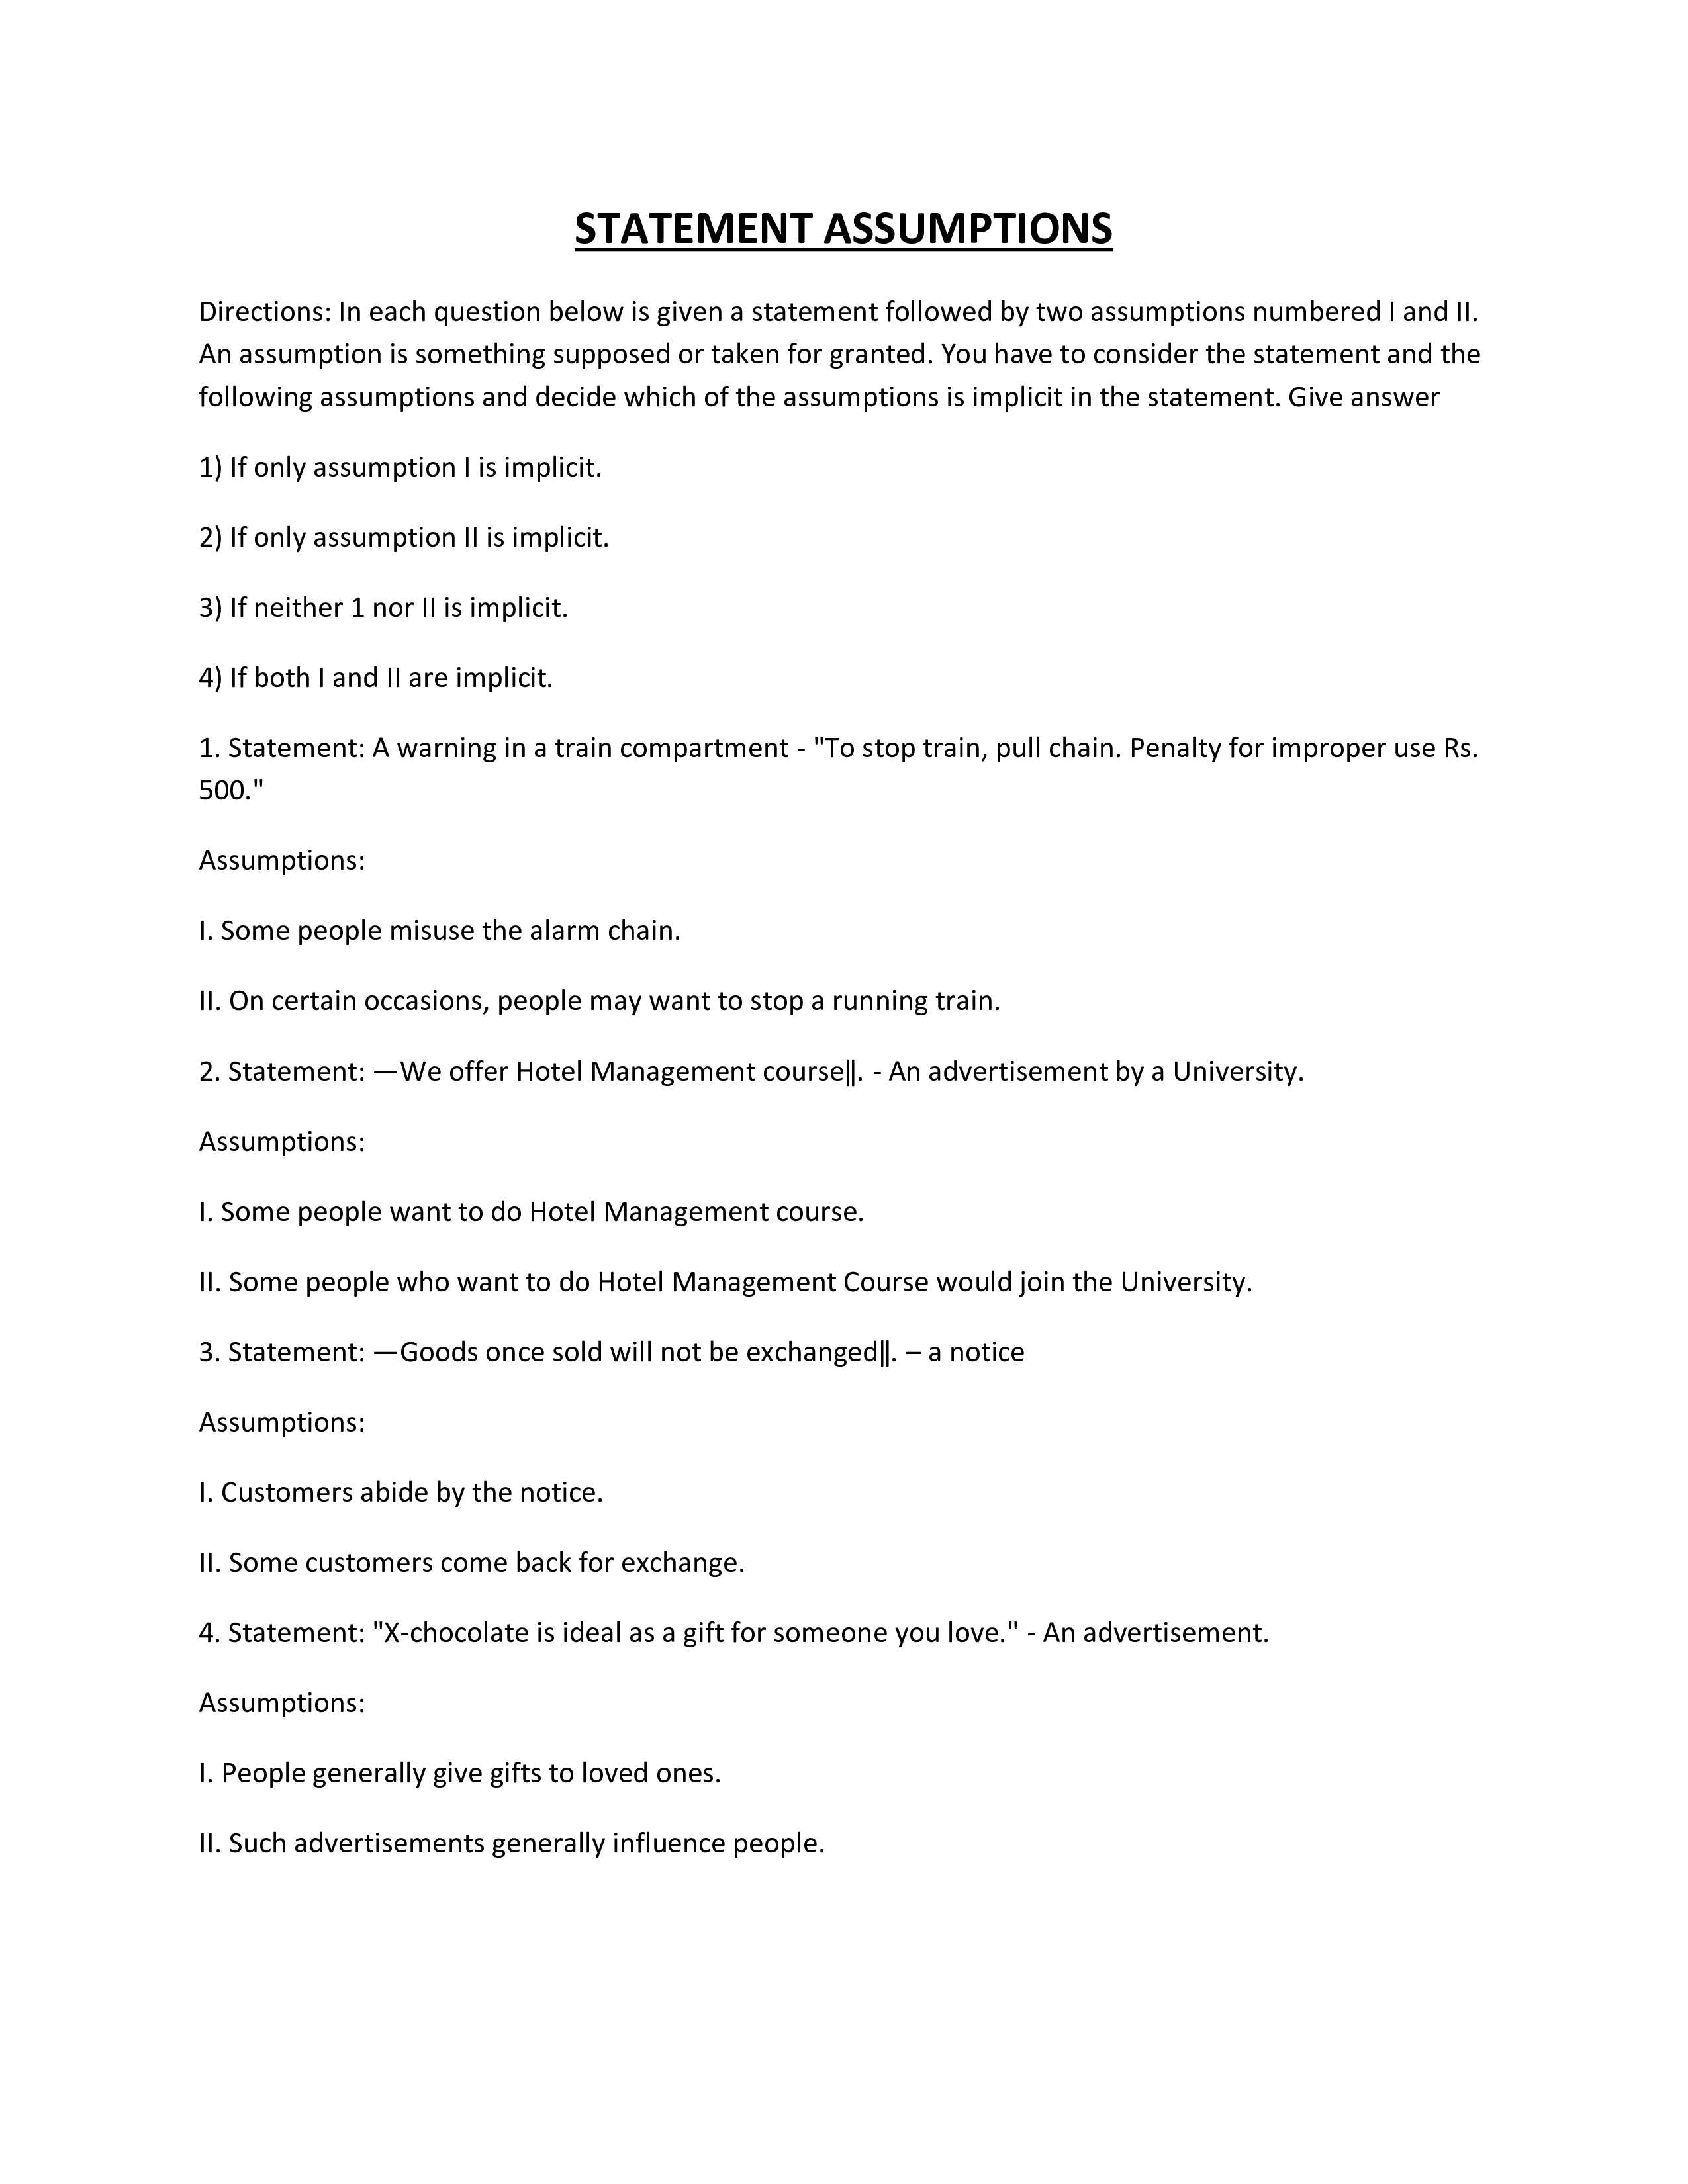 STATEMENT ASSUMPTIONS
Directions: In each question below is given a statement followed by two assumptions numbered I and II.
An assumption is something supposed or taken for granted. You have to consider the statement and the
following assumptions and decide which of the assumptions is implicit in the statement. Give answer
1) If only assumption I is implicit.
2) If only assumption II is implicit.
3) If neither 1 nor II is implicit.
4) If both I and II are implicit.
1. Statement: A warning in a train compartment - "To stop train, pull chain. Penalty for improper use Rs.
500."
Assumptions:
I. Some people misuse the alarm chain.
II. On certain occasions, people may want to stop a running train.
2. Statement: ―We offer Hotel Management course‖. - An advertisement by a University.
Assumptions:
I. Some people want to do Hotel Management course.
II. Some people who want to do Hotel Management Course would join the University.
3. Statement: ―Goods once sold will not be exchanged‖. – a notice
Assumptions:
I. Customers abide by the notice.
II. Some customers come back for exchange.
4. Statement: "X-chocolate is ideal as a gift for someone you love." - An advertisement.
Assumptions:
I. People generally give gifts to loved ones.
II. Such advertisements generally influence people.